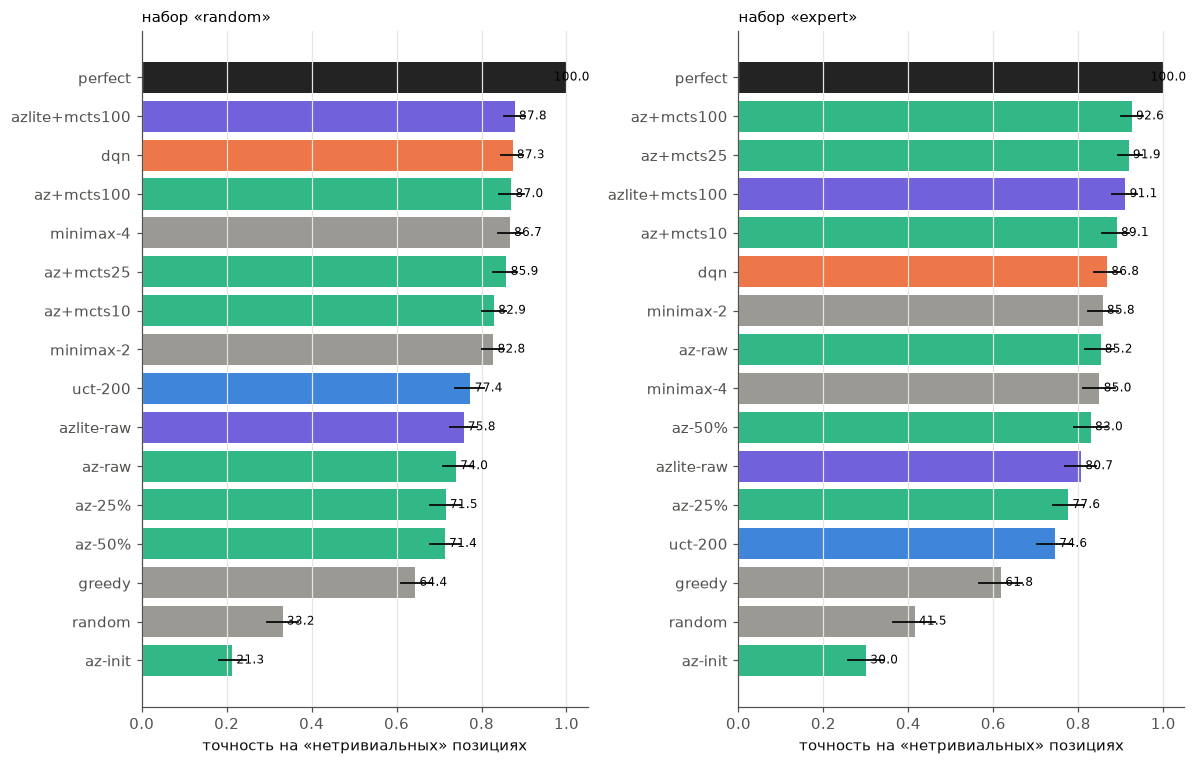 набор «random»
perfect 100.0
azlite+mcts100 87.8
dqn 87.3
az+mcts100 87.0
minimax-4 86.7
az+mcts25 85.9
az+mcts10 82.9
minimax-2 82.8
uct-200 77.4
azlite-raw 75.8
az-raw 74.0
az-25% 71.5
az-50% 71.4
greedy 64.4
random 33.2
az-init 21.3
0.0 0.2 0.4 0.6 0.8 1.0
точность на «нетривиальных» позициях
набор «expert»
perfect 100.0
az+mcts100 92.6
az+mcts25 91.9
azlite+mcts100 91.1
az+mcts10 89.1
dqn 86.8
minimax-2 85.8
az-raw 85.2
minimax-4 85.0
az-50% 83.0
azlite-raw 80.7
az-25% 77.6
uct-200 74.6
greedy 61.8
random 41.5
az-init 30.0
0.0 0.2 0.4 0.6 0.8 1.0
точность на «нетривиальных» позициях